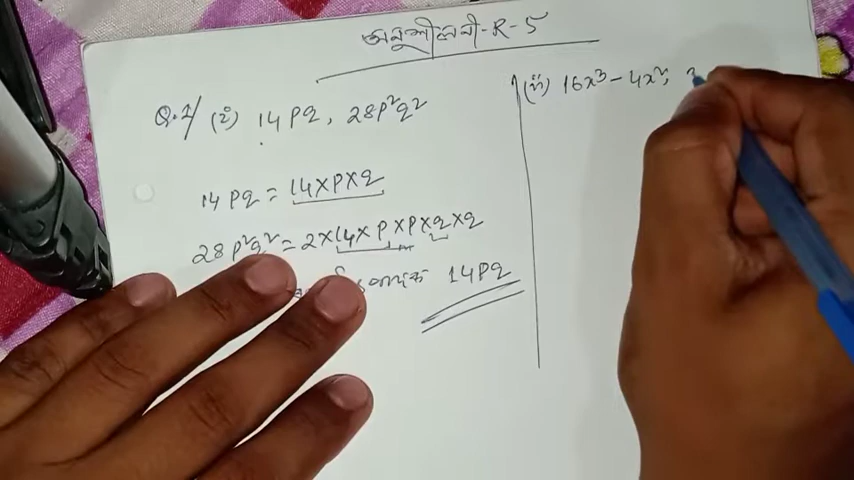 অনুশীলনী-R-5
Q.1/ (i) 14pq, 28p²q²
14pq = 14×p×q
28p²q² = 2×14×p×p×q×q
14pq
(ii) 16x³ - 4x²,